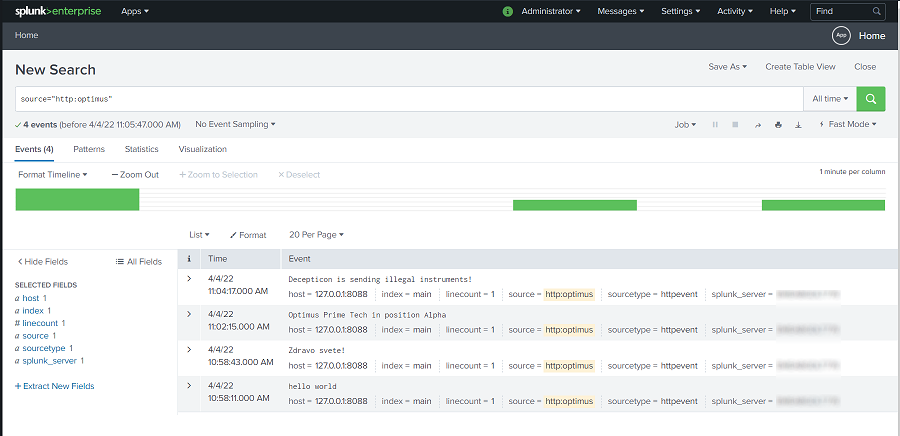 splunk>enterprise Apps ▾ i Administrator ▾ Messages ▾ Settings ▾ Activity ▾ Help ▾ Find
Home App Home
New Search Save As ▾ Create Table View Close
source="http:optimus" All time ▾
✓ 4 events (before 4/4/22 11:05:47.000 AM) No Event Sampling ▾ Job ▾ Fast Mode ▾
Events (4) Patterns Statistics Visualization
Format Timeline ▾ — Zoom Out + Zoom to Selection × Deselect 1 minute per column
List ▾ Format 20 Per Page ▾
< Hide Fields All Fields
SELECTED FIELDS
a host 1
a index 1
# linecount 1
a source 1
a sourcetype 1
a splunk_server 1
+ Extract New Fields
i Time Event
> 4/4/22 Decepticon is sending illegal instruments!
11:04:17.000 AM host = 127.0.0.1:8088 index = main linecount = 1 source = http:optimus sourcetype = httpevent splunk_server =
> 4/4/22 Optimus Prime Tech in position Alpha
11:02:15.000 AM host = 127.0.0.1:8088 index = main linecount = 1 source = http:optimus sourcetype = httpevent splunk_server =
> 4/4/22 Zdravo svete!
10:58:43.000 AM host = 127.0.0.1:8088 index = main linecount = 1 source = http:optimus sourcetype = httpevent splunk_server =
> 4/4/22 hello world
10:58:11.000 AM host = 127.0.0.1:8088 index = main linecount = 1 source = http:optimus sourcetype = httpevent splunk_server =